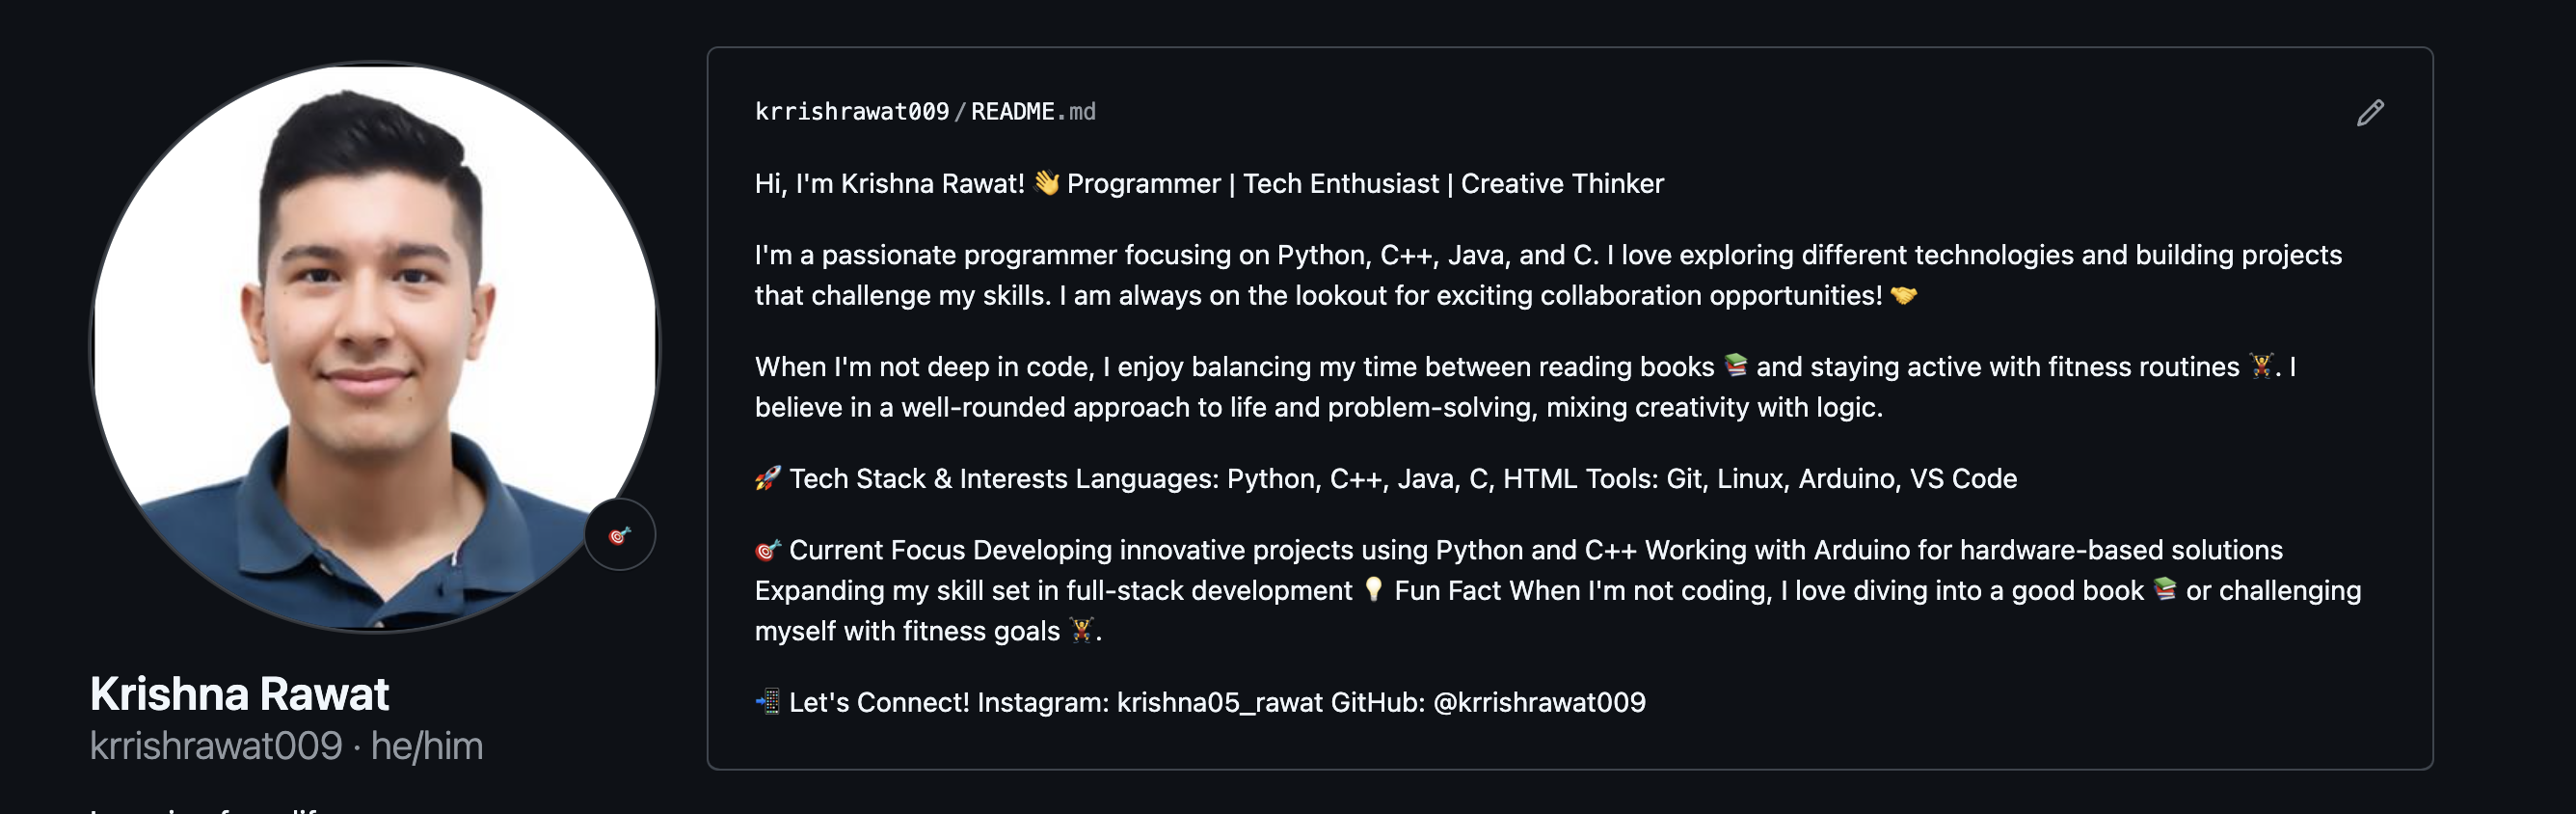 krrishrawat009/README.md
Hi, I'm Krishna Rawat! 👋 Programmer | Tech Enthusiast | Creative Thinker
I'm a passionate programmer focusing on Python, C++, Java, and C. I love exploring different technologies and building projects
that challenge my skills. I am always on the lookout for exciting collaboration opportunities! 🤝
When I'm not deep in code, I enjoy balancing my time between reading books 📚 and staying active with fitness routines 🏋️. I
believe in a well-rounded approach to life and problem-solving, mixing creativity with logic.
🚀 Tech Stack & Interests Languages: Python, C++, Java, C, HTML Tools: Git, Linux, Arduino, VS Code
🎯 Current Focus Developing innovative projects using Python and C++ Working with Arduino for hardware-based solutions
Expanding my skill set in full-stack development 💡 Fun Fact When I'm not coding, I love diving into a good book 📚 or challenging
myself with fitness goals 🏋️.
📲 Let's Connect! Instagram: krishna05_rawat GitHub: @krrishrawat009
Krishna Rawat
krrishrawat009 · he/him